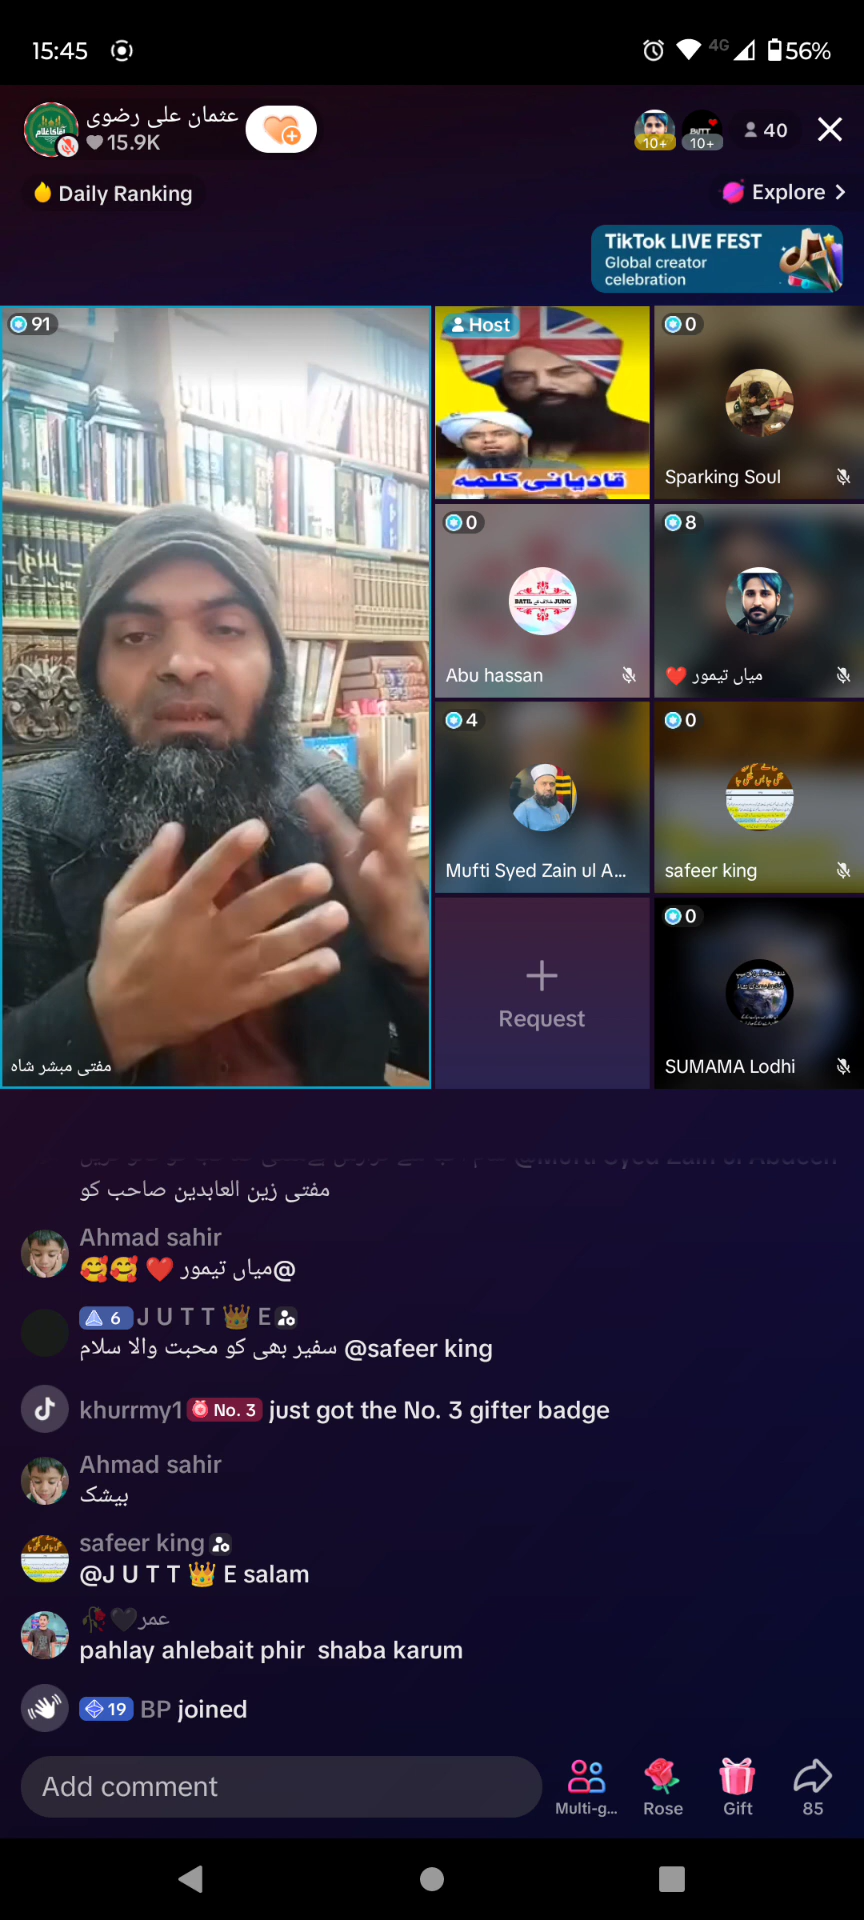 15:45
4G
56%
عثمان علی رضوی
15.9K
10+
10+
40
Daily Ranking
Explore
TikTok LIVE FEST
Global creator
celebration
91
Host
قادیانی کلمہ
0
Sparking Soul
0
BATIL کے خلاف JUNG
Abu hassan
8
میاں تیمور ❤️
4
Mufti Syed Zain ul A...
0
safeer king
مفتی مبشر شاہ
Request
0
SUMAMA Lodhi
مفتی زین العابدین صاحب کو
Ahmad sahir
@میاں تیمور ❤️ 🥰🥰
6 J U T T 👑 E
سفیر بھی کو محبت والا سلام @safeer king
khurrmy1 No. 3 just got the No. 3 gifter badge
Ahmad sahir
بیشک
safeer king
@J U T T 👑 E salam
عمر🖤🥀
pahlay ahlebait phir shaba karum
19 BP joined
Add comment
Multi-g...
Rose
Gift
85